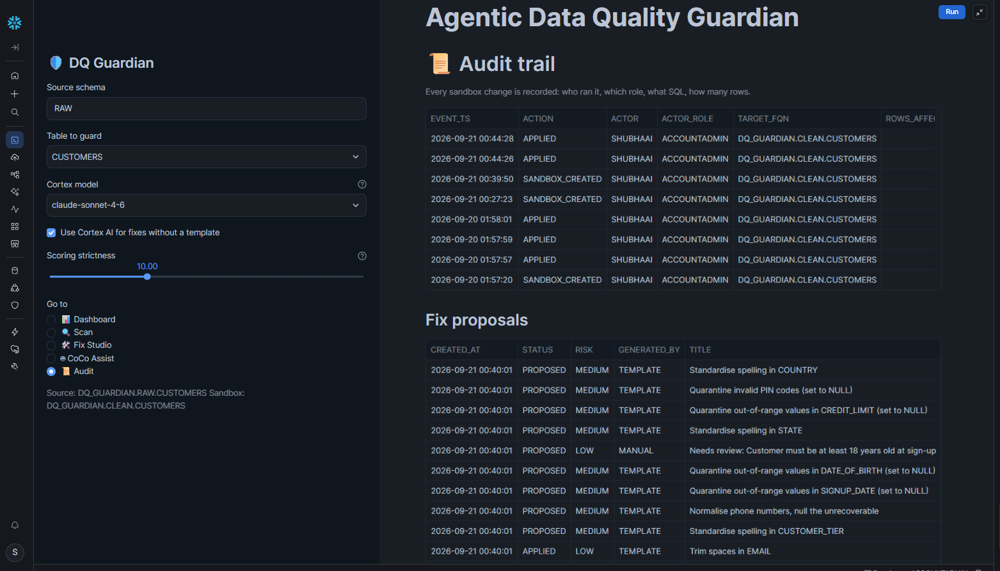 Agentic Data Quality Guardian
Run
DQ Guardian
Source schema
RAW
Table to guard
CUSTOMERS
Cortex model
claude-sonnet-4-6
Use Cortex AI for fixes without a template
Scoring strictness
10.00
Go to
Dashboard
Scan
Fix Studio
CoCo Assist
Audit
Source: DQ_GUARDIAN.RAW.CUSTOMERS Sandbox:
DQ_GUARDIAN.CLEAN.CUSTOMERS
S
Audit trail
Every sandbox change is recorded: who ran it, which role, what SQL, how many rows.
EVENT_TS ACTION ACTOR ACTOR_ROLE TARGET_FQN
2026-09-21 00:44:28 APPLIED SHUBHAAI ACCOUNTADMIN DQ_GUARDIAN.CLEAN.CUSTOMERS
2026-09-21 00:44:26 APPLIED SHUBHAAI ACCOUNTADMIN DQ_GUARDIAN.CLEAN.CUSTOMERS
2026-09-21 00:39:50 SANDBOX_CREATED SHUBHAAI ACCOUNTADMIN DQ_GUARDIAN.CLEAN.CUSTOMERS
2026-09-21 00:27:23 SANDBOX_CREATED SHUBHAAI ACCOUNTADMIN DQ_GUARDIAN.CLEAN.CUSTOMERS
2026-09-20 01:58:01 APPLIED SHUBHAAI ACCOUNTADMIN DQ_GUARDIAN.CLEAN.CUSTOMERS
2026-09-20 01:57:59 APPLIED SHUBHAAI ACCOUNTADMIN DQ_GUARDIAN.CLEAN.CUSTOMERS
2026-09-20 01:57:57 APPLIED SHUBHAAI ACCOUNTADMIN DQ_GUARDIAN.CLEAN.CUSTOMERS
2026-09-20 01:57:20 SANDBOX_CREATED SHUBHAAI ACCOUNTADMIN DQ_GUARDIAN.CLEAN.CUSTOMERS
Fix proposals
CREATED_AT STATUS RISK GENERATED_BY TITLE
2026-09-21 00:40:01 PROPOSED MEDIUM TEMPLATE Standardise spelling in COUNTRY
2026-09-21 00:40:01 PROPOSED MEDIUM TEMPLATE Quarantine invalid PIN codes (set to NULL)
2026-09-21 00:40:01 PROPOSED MEDIUM TEMPLATE Quarantine out-of-range values in CREDIT_LIMIT (set to NULL)
2026-09-21 00:40:01 PROPOSED MEDIUM TEMPLATE Standardise spelling in STATE
2026-09-21 00:40:01 PROPOSED LOW MANUAL Needs review: Customer must be at least 18 years old at sign-up
2026-09-21 00:40:01 PROPOSED MEDIUM TEMPLATE Quarantine out-of-range values in DATE_OF_BIRTH (set to NULL)
2026-09-21 00:40:01 PROPOSED MEDIUM TEMPLATE Quarantine out-of-range values in SIGNUP_DATE (set to NULL)
2026-09-21 00:40:01 PROPOSED MEDIUM TEMPLATE Normalise phone numbers, null the unrecoverable
2026-09-21 00:40:01 PROPOSED MEDIUM TEMPLATE Standardise spelling in CUSTOMER_TIER
2026-09-21 00:40:01 APPLIED LOW TEMPLATE Trim spaces in EMAIL